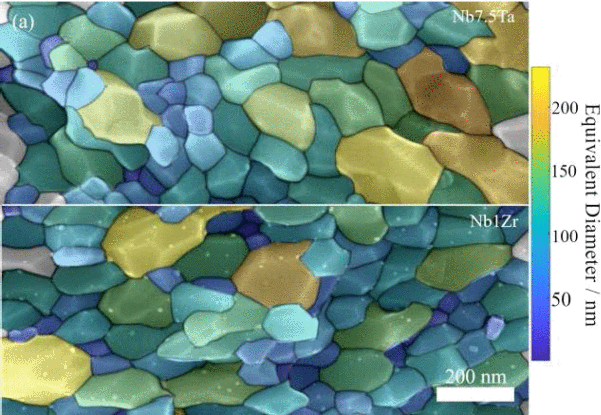 (a)
Nb7.5Ta
Nb1Zr
200 nm
200
150
100
50
Equivalent Diameter / nm